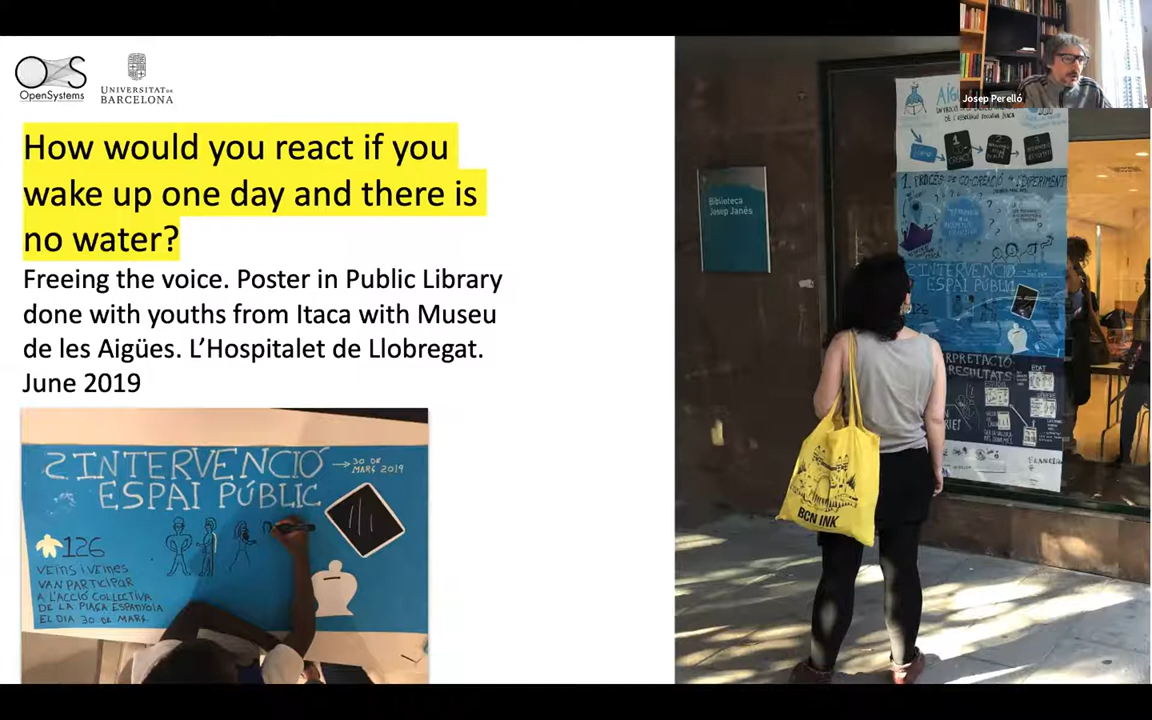 OpenSystems
UNIVERSITAT DE
BARCELONA
Josep Perelló
How would you react if you
wake up one day and there is
no water?
Freeing the voice. Poster in Public Library
done with youths from Itaca with Museu
de les Aigües. L'Hospitalet de Llobregat.
June 2019
2 INTERVENCIÓ
ESPAI PÚBLIC
30 DE
MARÇ 2019
126
VEÏNS I VEÏNES
VAN PARTICIPAR
A L'ACCIÓ COL·LECTIVA
DE LA PLAÇA ESPANYOLA
EL DIA 30 DE MARÇ.
Biblioteca
Josep Janés
1. PROCÉS DE CO-CREACIÓ
L'EXPERIMENT
2 INTERVENCIÓ
ESPAI PÚBLIC
126
RESULTATS
EDAT
BCN INK